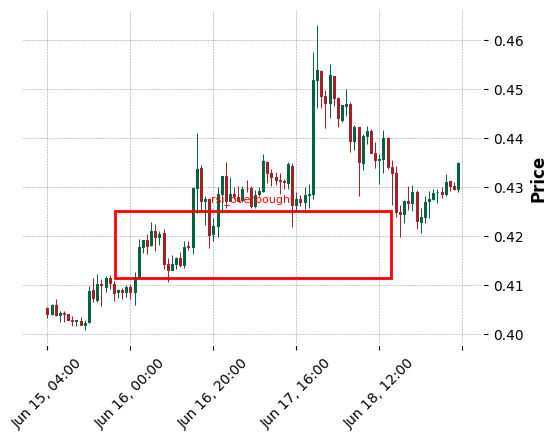 0.46
0.45
0.44
0.43
0.42
0.41
0.40
Price
rsi_overbought
Jun 15, 04:00
Jun 16, 00:00
Jun 16, 20:00
Jun 17, 16:00
Jun 18, 12:00